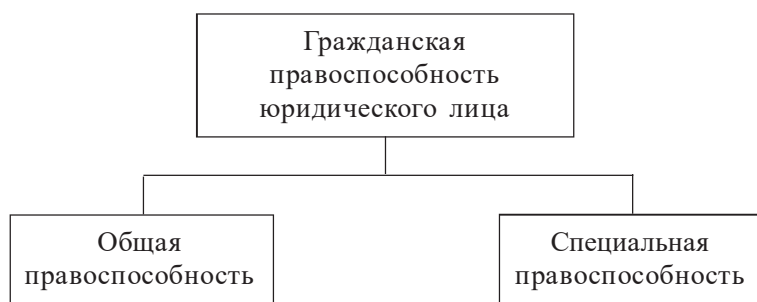 Гражданская
правоспособность
юридического лица
Общая
правоспособность
Специальная
правоспособность